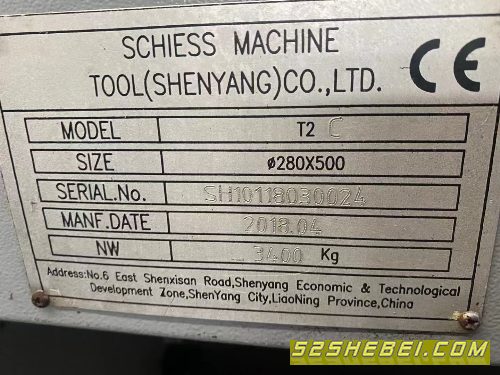 SCHIESS MACHINE
TOOL(SHENYANG)CO.,LTD.
CE
MODEL T2 C
SIZE ø280X500
SERIAL.No. SH10118030024
MANF.DATE 2018.04
NW 3400 Kg
Address:No.6 East Shenxisan Road,Shenyang Economic & Technological
Development Zone,ShenYang City,LiaoNing Province,China
52SHEBEI.COM